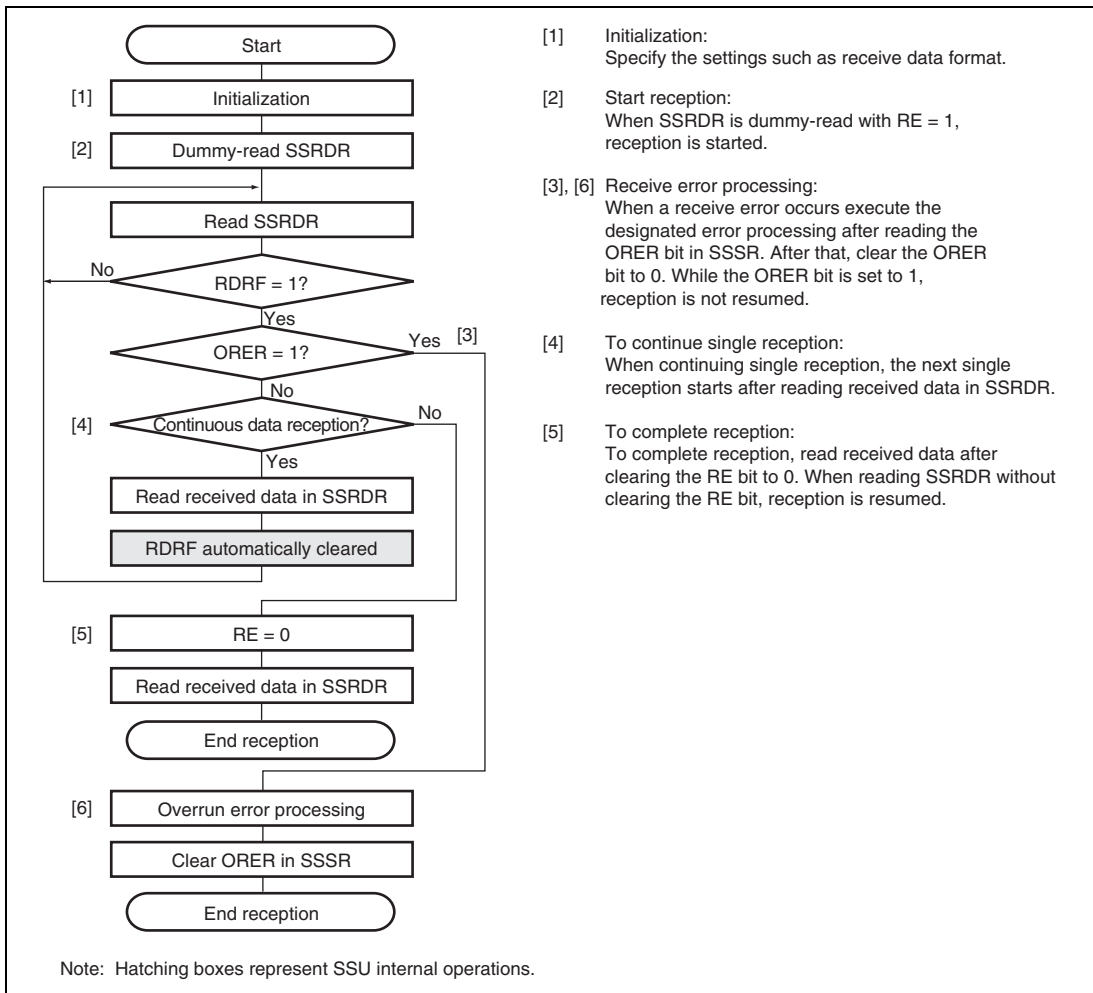 Start
[1] Initialization
[2] Dummy-read SSRDR
Read SSRDR
No
RDRF = 1?
Yes
Yes [3]
ORER = 1?
No
No
[4] Continuous data reception?
Yes
Read received data in SSRDR
RDRF automatically cleared
[5] RE = 0
Read received data in SSRDR
End reception
[6] Overrun error processing
Clear ORER in SSSR
End reception
[1] Initialization:
Specify the settings such as receive data format.
[2] Start reception:
When SSRDR is dummy-read with RE = 1,
reception is started.
[3], [6] Receive error processing:
When a receive error occurs execute the
designated error processing after reading the
ORER bit in SSSR. After that, clear the ORER
bit to 0. While the ORER bit is set to 1,
reception is not resumed.
[4] To continue single reception:
When continuing single reception, the next single
reception starts after reading received data in SSRDR.
[5] To complete reception:
To complete reception, read received data after
clearing the RE bit to 0. When reading SSRDR without
clearing the RE bit, reception is resumed.
Note: Hatching boxes represent SSU internal operations.